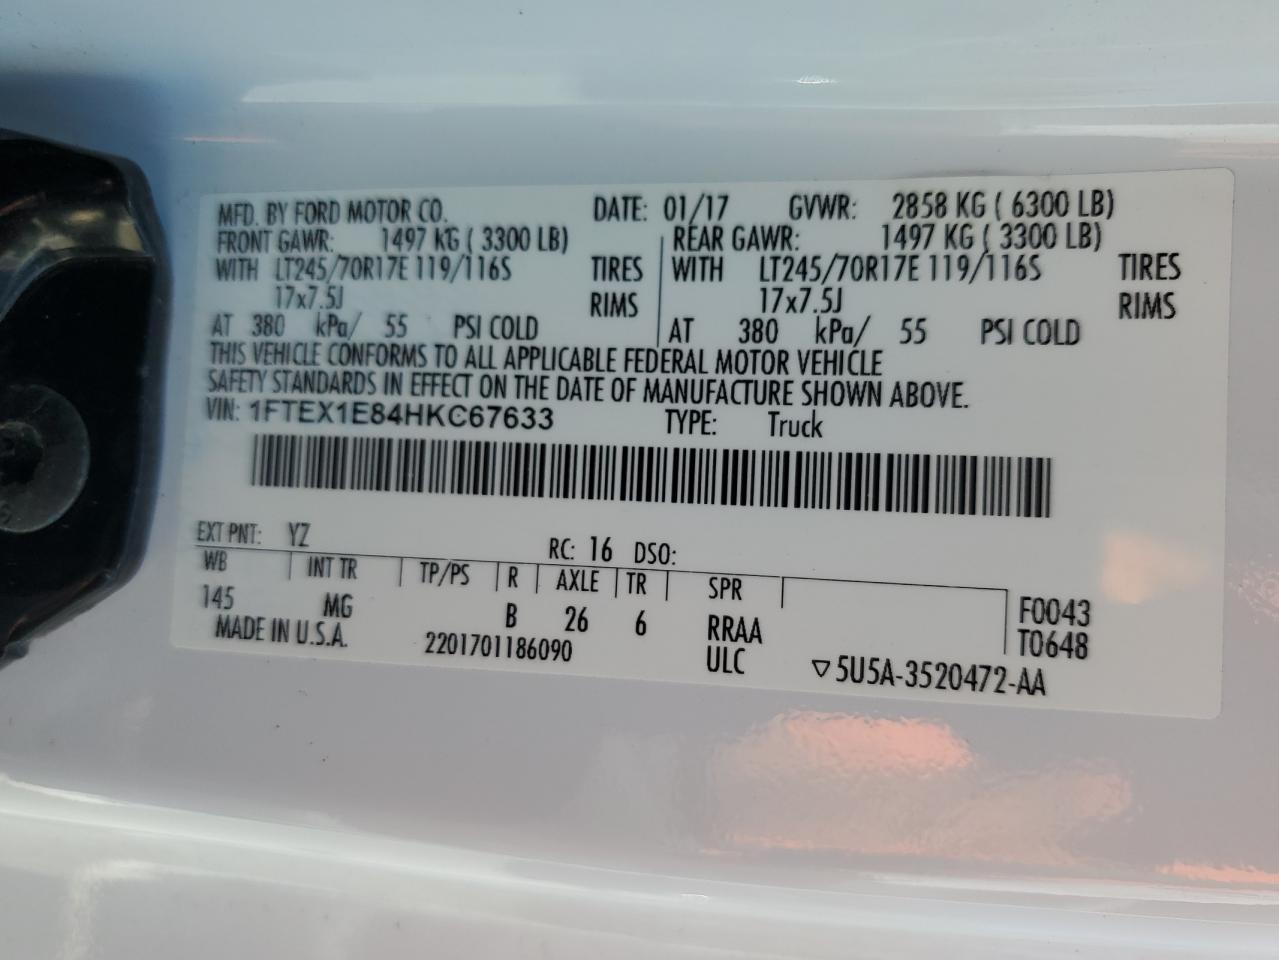 MFD. BY FORD MOTOR CO. DATE: 01/17 GVWR: 2858 KG ( 6300 LB)
FRONT GAWR: 1497 KG ( 3300 LB) REAR GAWR: 1497 KG ( 3300 LB)
WITH LT245/70R17E 119/116S TIRES WITH LT245/70R17E 119/116S TIRES
17x7.5J RIMS 17x7.5J RIMS
AT 380 kPa/ 55 PSI COLD AT 380 kPa/ 55 PSI COLD
THIS VEHICLE CONFORMS TO ALL APPLICABLE FEDERAL MOTOR VEHICLE
SAFETY STANDARDS IN EFFECT ON THE DATE OF MANUFACTURE SHOWN ABOVE.
VIN: 1FTEX1E84HKC67633 TYPE: Truck
EXT PNT: YZ RC: 16 DSO:
WB INT TR TP/PS R AXLE TR SPR
145 MG B 26 6 RRAA F0043
MADE IN U.S.A. 2201701186090 ULC T0648
▽5U5A-3520472-AA